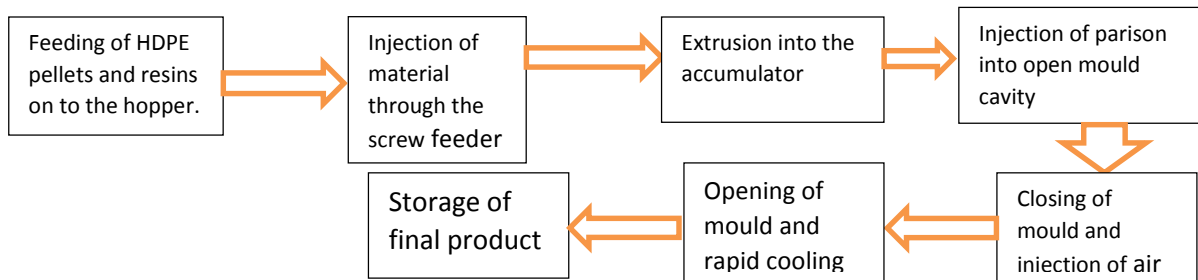 Feeding of HDPE
pellets and resins
on to the hopper.
Injection of
material
through the
screw feeder
Extrusion into the
accumulator
Injection of parison
into open mould
cavity
Closing of
mould and
injection of air
Opening of
mould and
rapid cooling
Storage of
final product